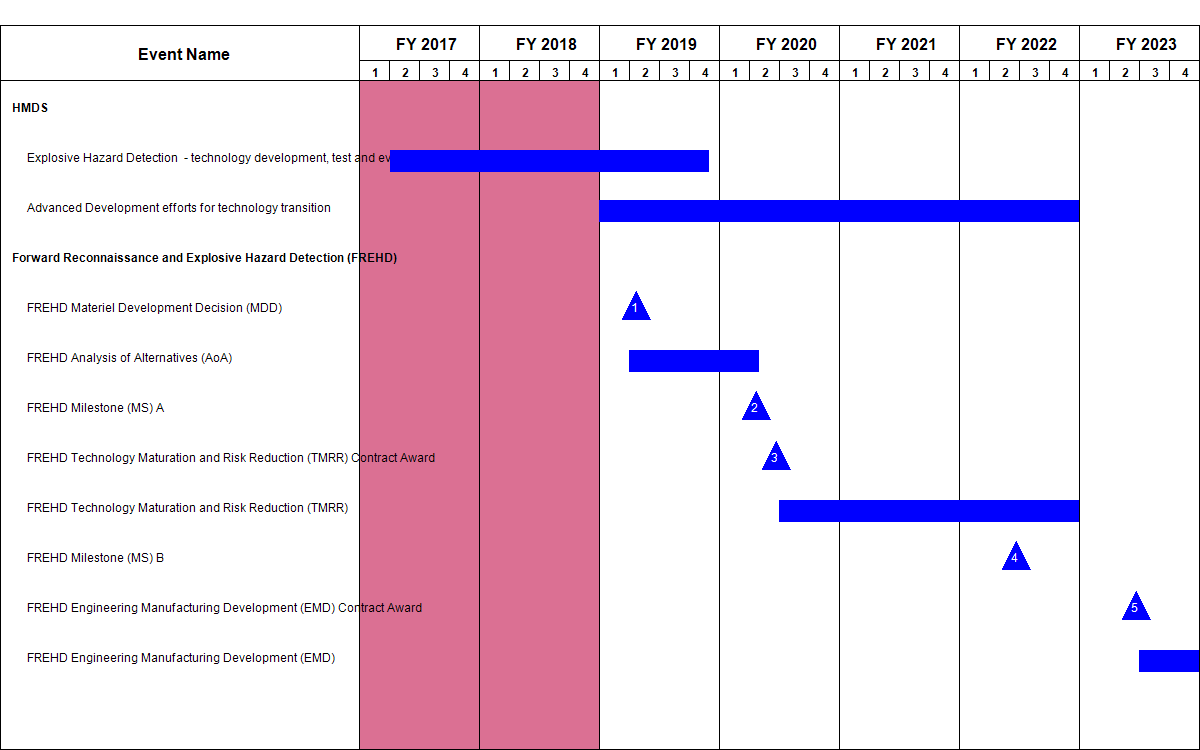 Event Name FY 2017 FY 2018 FY 2019 FY 2020 FY 2021 FY 2022 FY 2023
1 2 3 4 1 2 3 4 1 2 3 4 1 2 3 4 1 2 3 4 1 2 3 4 1 2 3 4
HMDS
Explosive Hazard Detection - technology development, test and
Advanced Development efforts for technology transition
Forward Reconnaissance and Explosive Hazard Detection (FREHD)
FREHD Materiel Development Decision (MDD) 1
FREHD Analysis of Alternatives (AoA)
FREHD Milestone (MS) A 2
FREHD Technology Maturation and Risk Reduction (TMRR) Contract Award 3
FREHD Technology Maturation and Risk Reduction (TMRR)
FREHD Milestone (MS) B 4
FREHD Engineering Manufacturing Development (EMD) Contract Award 5
FREHD Engineering Manufacturing Development (EMD)